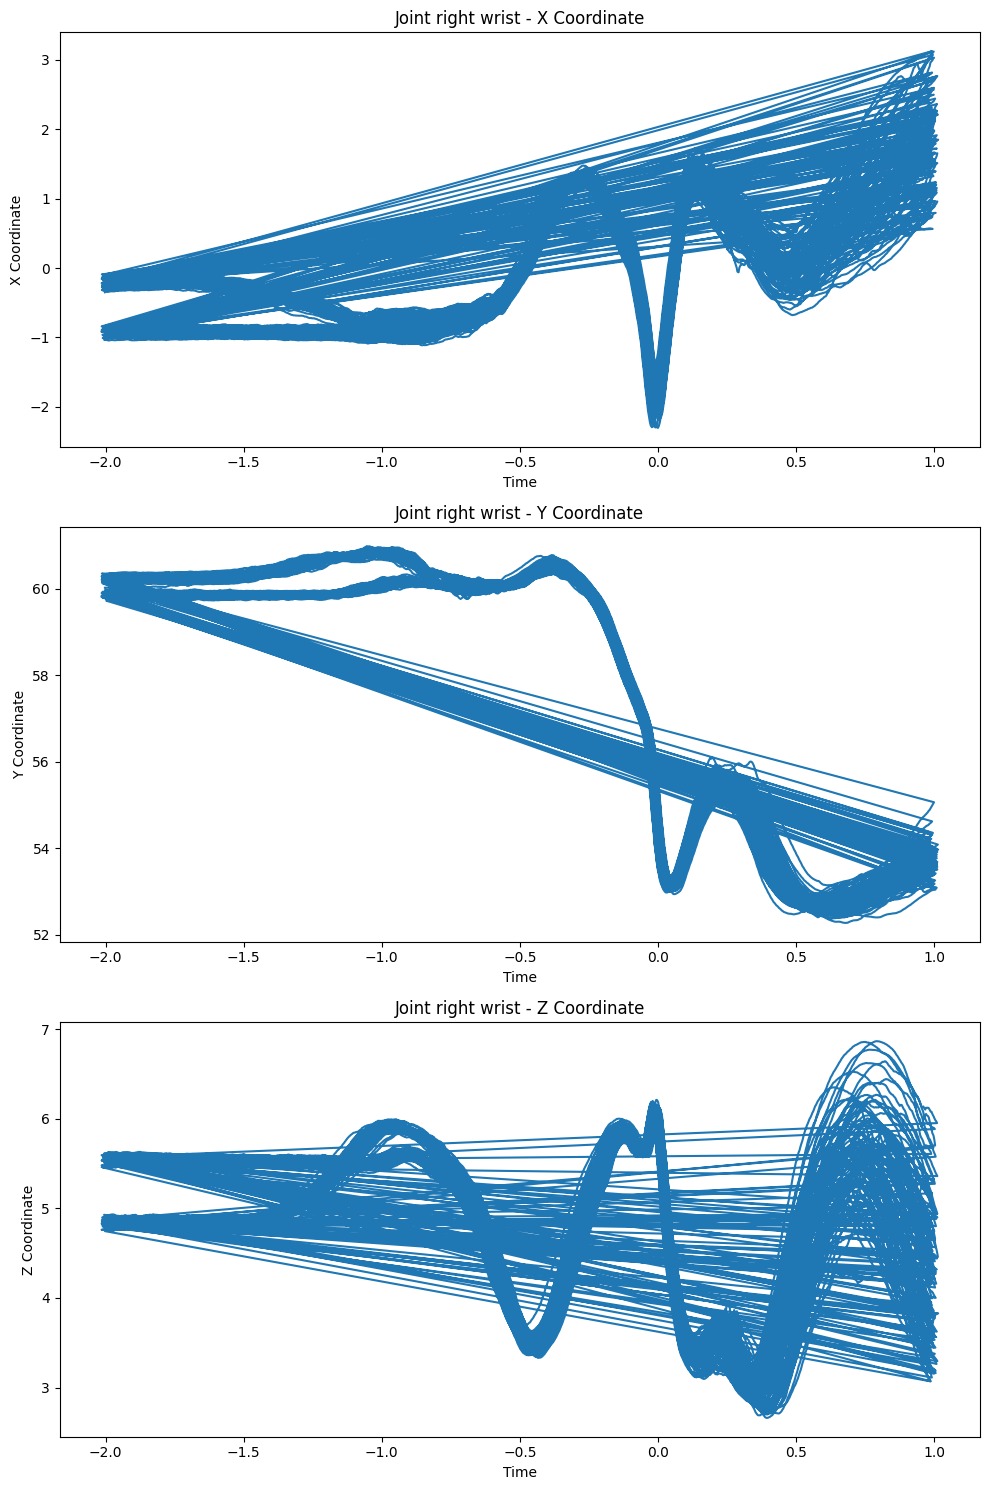 Joint right wrist - X Coordinate
3
2
1
0
−1
−2
X Coordinate
−2.0 −1.5 −1.0 −0.5 0.0 0.5 1.0
Time
Joint right wrist - Y Coordinate
60
58
56
54
52
Y Coordinate
−2.0 −1.5 −1.0 −0.5 0.0 0.5 1.0
Time
Joint right wrist - Z Coordinate
7
6
5
4
3
Z Coordinate
−2.0 −1.5 −1.0 −0.5 0.0 0.5 1.0
Time